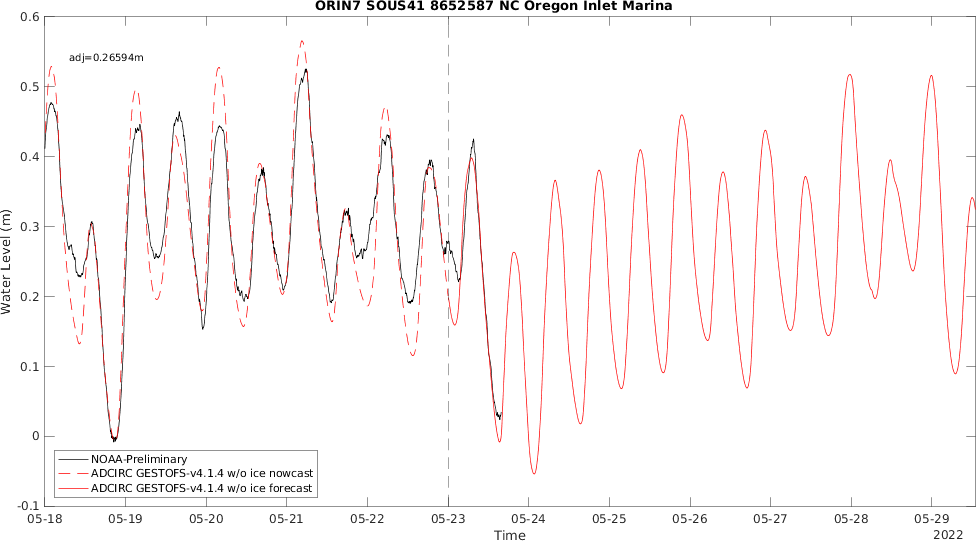 ORIN7 SOUS41 8652587 NC Oregon Inlet Marina
adj=0.26594m
0.6
0.5
0.4
0.3
0.2
0.1
0
-0.1
Water Level (m)
NOAA-Preliminary
ADCIRC GESTOFS-v4.1.4 w/o ice nowcast
ADCIRC GESTOFS-v4.1.4 w/o ice forecast
05-18 05-19 05-20 05-21 05-22 05-23 05-24 05-25 05-26 05-27 05-28 05-29
Time
2022